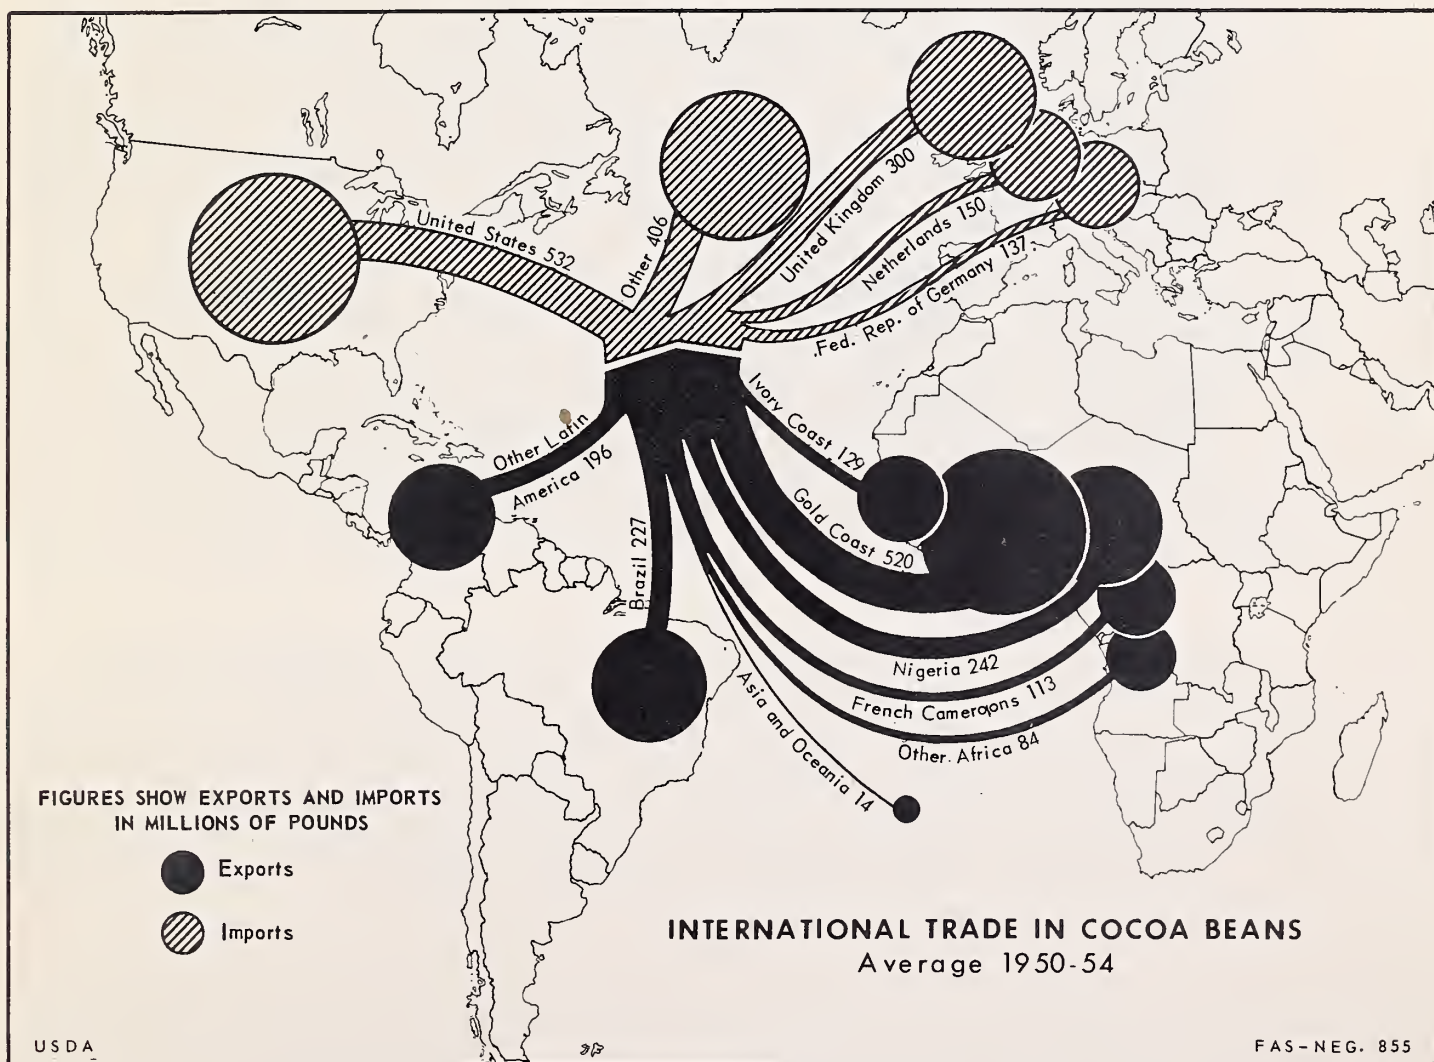 United States 532
Other 406
United Kingdom 300
Netherlands 150
Fed. Rep. of Germany 137
Ivory Coast 129
Other Latin
America 196
Gold Coast 520
Brazil 227
Nigeria 242
French Cameroons 113
Other Africa 84
Asia and Oceania 14
FIGURES SHOW EXPORTS AND IMPORTS
IN MILLIONS OF POUNDS
Exports
Imports
INTERNATIONAL TRADE IN COCOA BEANS
Average 1950-54
USDA
FAS-NEG. 855